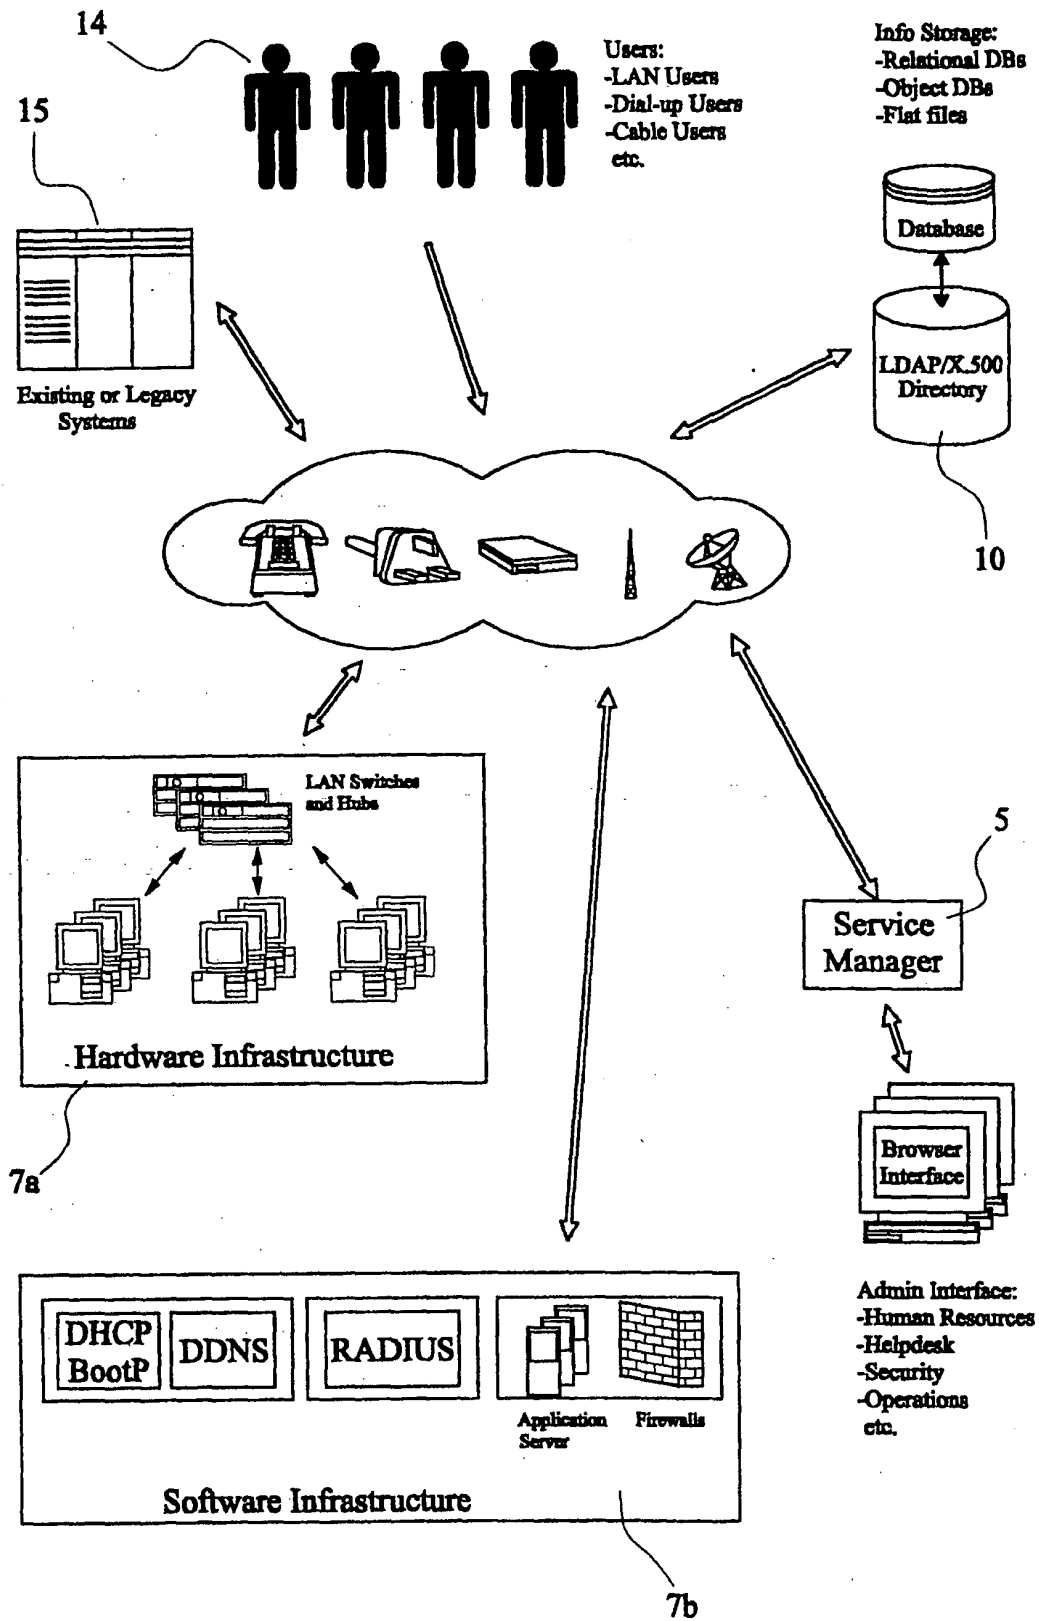 14
Users:
-LAN Users
-Dial-up Users
-Cable Users
etc.
Info Storage:
-Relational DBs
-Object DBs
-Flat files
15
Database
Existing or Legacy
Systems
LDAP/X.500
Directory
10
LAN Switches
and Hubs
5
Service
Manager
Hardware Infrastructure
7a
Browser
Interface
Admin Interface:
-Human Resources
-Helpdesk
-Security
-Operations
etc.
DHCP
BootP
DDNS
RADIUS
Application
Server
Firewalls
Software Infrastructure
7b